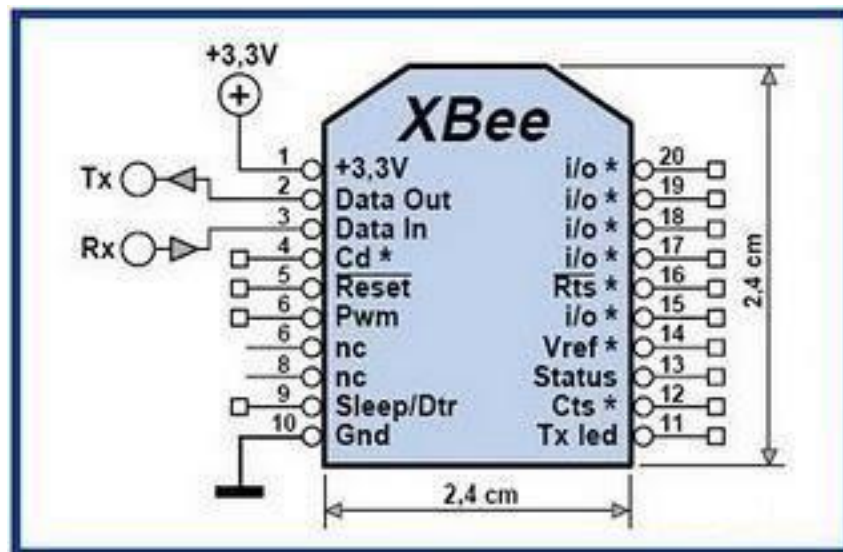 +3,3V
XBee
1 +3,3V i/o * 20
Tx 2 Data Out i/o * 19
3 Data In i/o * 18
Rx 4 Cd * i/o * 17
5 Reset Rts * 16
6 Pwm i/o * 15
6 nc Vref * 14
8 nc Status 13
9 Sleep/Dtr Cts * 12
10 Gnd Tx led 11
2,4 cm
2,4 cm